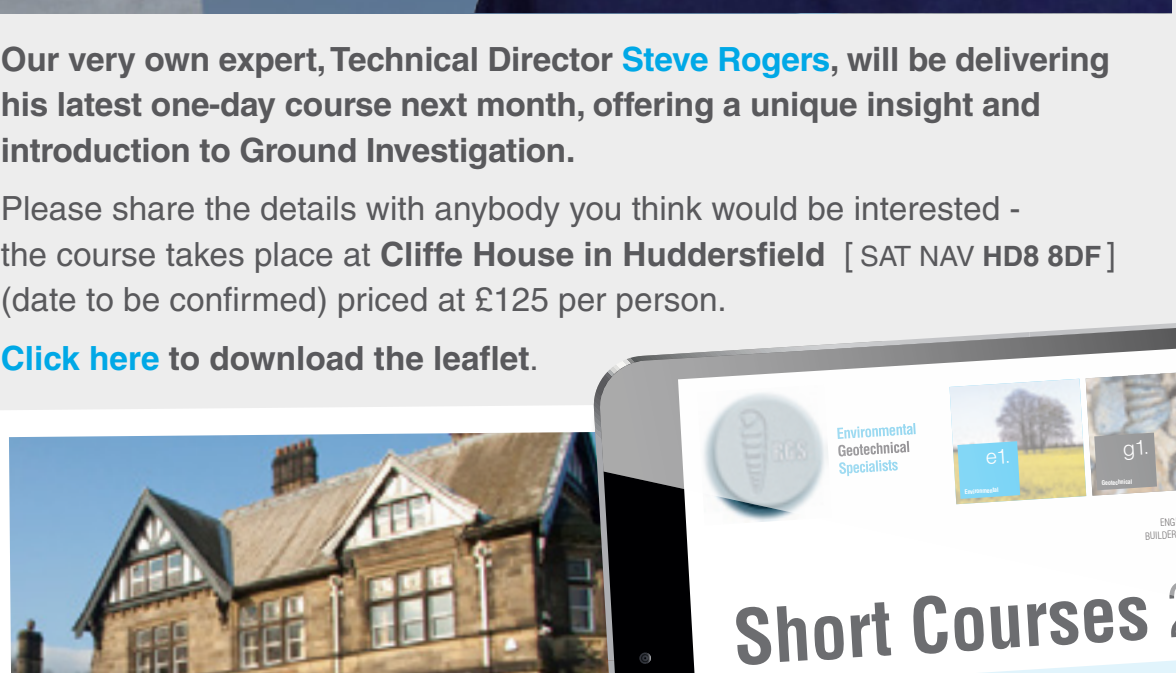 Our very own expert, Technical Director Steve Rogers, will be delivering
his latest one-day course next month, offering a unique insight and
introduction to Ground Investigation.
Please share the details with anybody you think would be interested -
the course takes place at Cliffe House in Huddersfield [ SAT NAV HD8 8DF ]
(date to be confirmed) priced at £125 per person.
Click here to download the leaflet.
RGS
Environmental
Geotechnical
Specialists
e1.
Environmental
g1.
Geotechnical
ENG
BUILDER
Short Courses 2